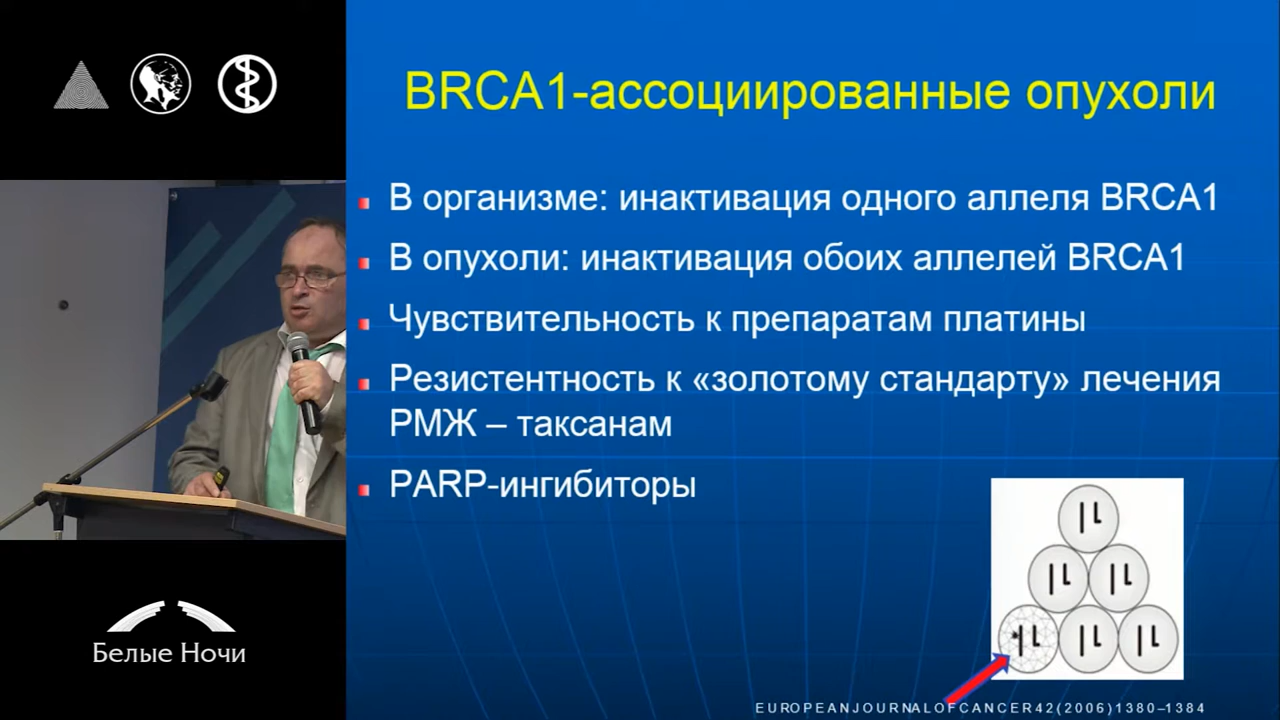 BRCA1-ассоциированные опухоли
В организме: инактивация одного аллеля BRCA1
В опухоли: инактивация обоих аллелей BRCA1
Чувствительность к препаратам платины
Резистентность к «золотому стандарту» лечения
РМЖ – таксанам
PARP-ингибиторы
EUROPEANJOURNALOFCANCER42(2006)1380–1384
Белые Ночи